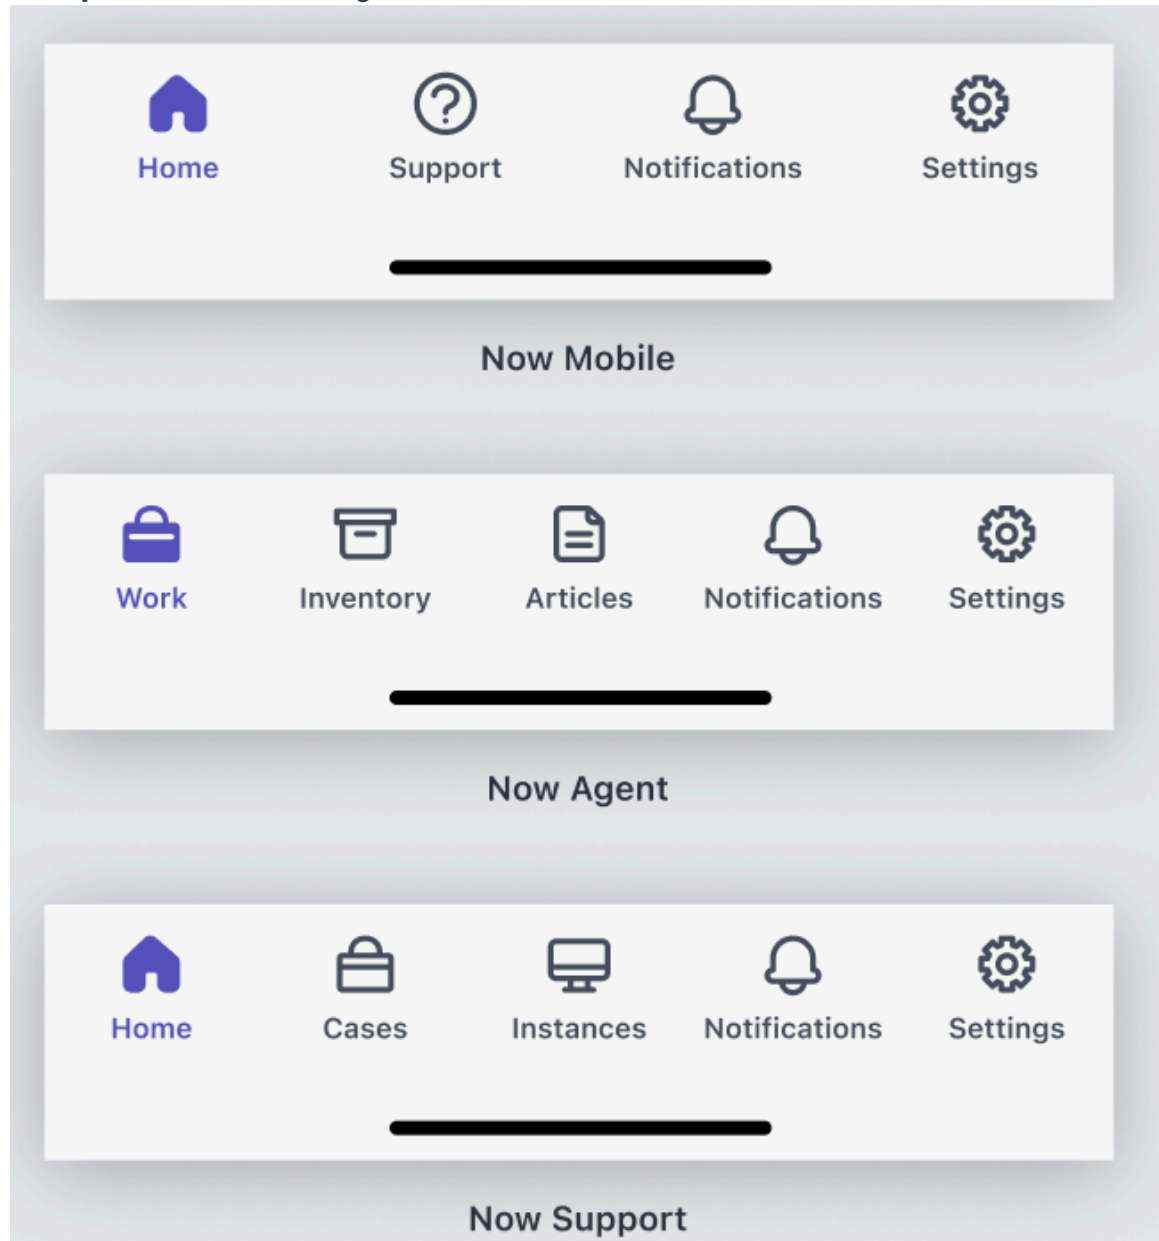 Home Support Notifications Settings
Now Mobile
Work Inventory Articles Notifications Settings
Now Agent
Home Cases Instances Notifications Settings
Now Support